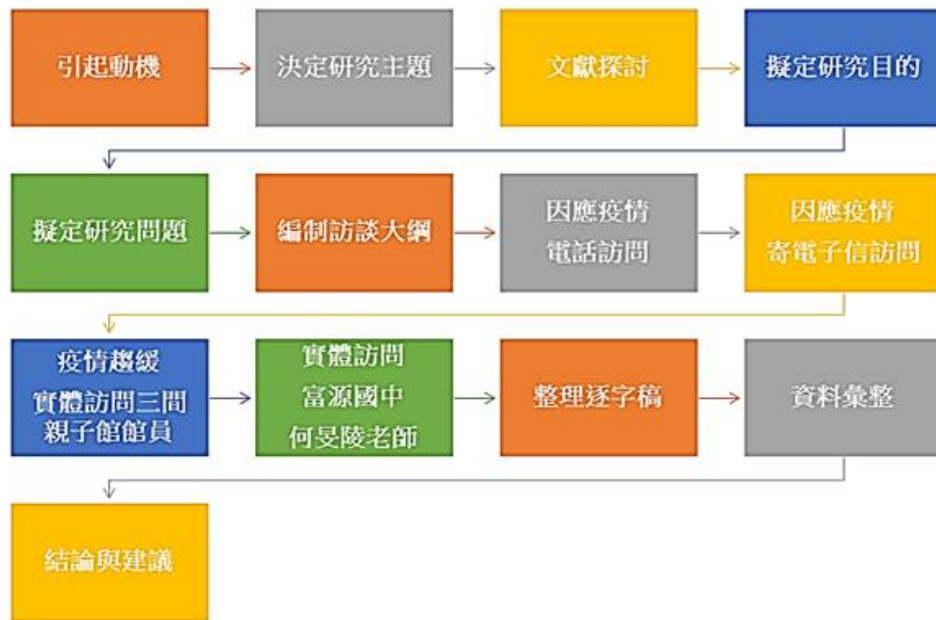 引起動機
決定研究主題
文獻探討
擬定研究目的
擬定研究問題
編制訪談大綱
因應疫情
電話訪問
因應疫情
寄電子信訪問
疫情趨緩
實體訪問三間
親子館館員
實體訪問
富源國中
何旻陵老師
整理逐字稿
資料彙整
結論與建議